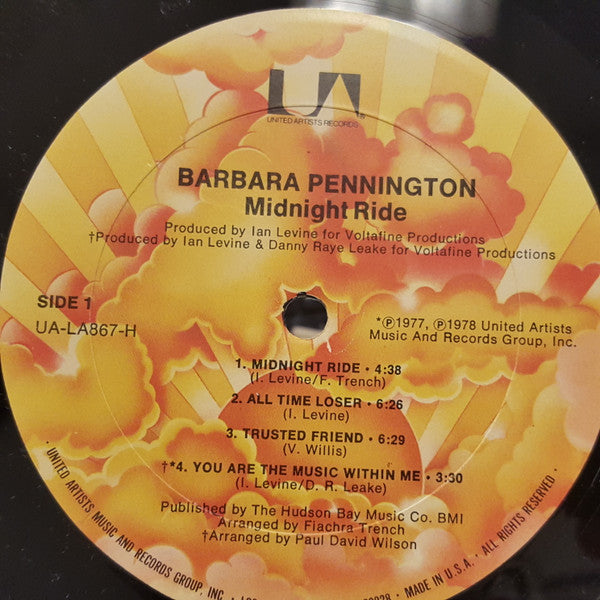 UA
UNITED ARTISTS RECORDS
BARBARA PENNINGTON
Midnight Ride
Produced by Ian Levine for Voltafine Productions
†Produced by Ian Levine & Danny Raye Leake for Voltafine Productions
SIDE 1
UA-LA867-H
*℗1977, ℗1978 United Artists
Music And Records Group, Inc.
1. MIDNIGHT RIDE • 4:38
(I. Levine/F. Trench)
2. ALL TIME LOSER • 6:26
(I. Levine)
3. TRUSTED FRIEND • 6:29
(V. Willis)
†*4. YOU ARE THE MUSIC WITHIN ME • 3:30
(I. Levine/D. R. Leake)
Published by The Hudson Bay Music Co. BMI
Arranged by Fiachra Trench
†Arranged by Paul David Wilson
• UNITED ARTISTS MUSIC AND RECORDS GROUP, INC. • MADE IN U.S.A. • ALL RIGHTS RESERVED •